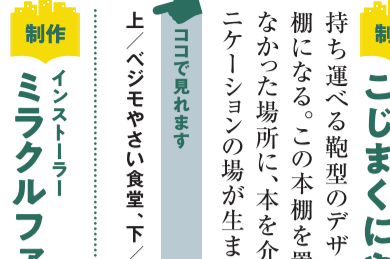 制作
こじまくに
持ち運べる鞄型のデザ
棚になる。この本棚を置
なかった場所に、本を介
ニケーションの場が生ま
ココで見れます
上／ベジモやさい食堂、下／
制作
インストーラー
ミラクルファ